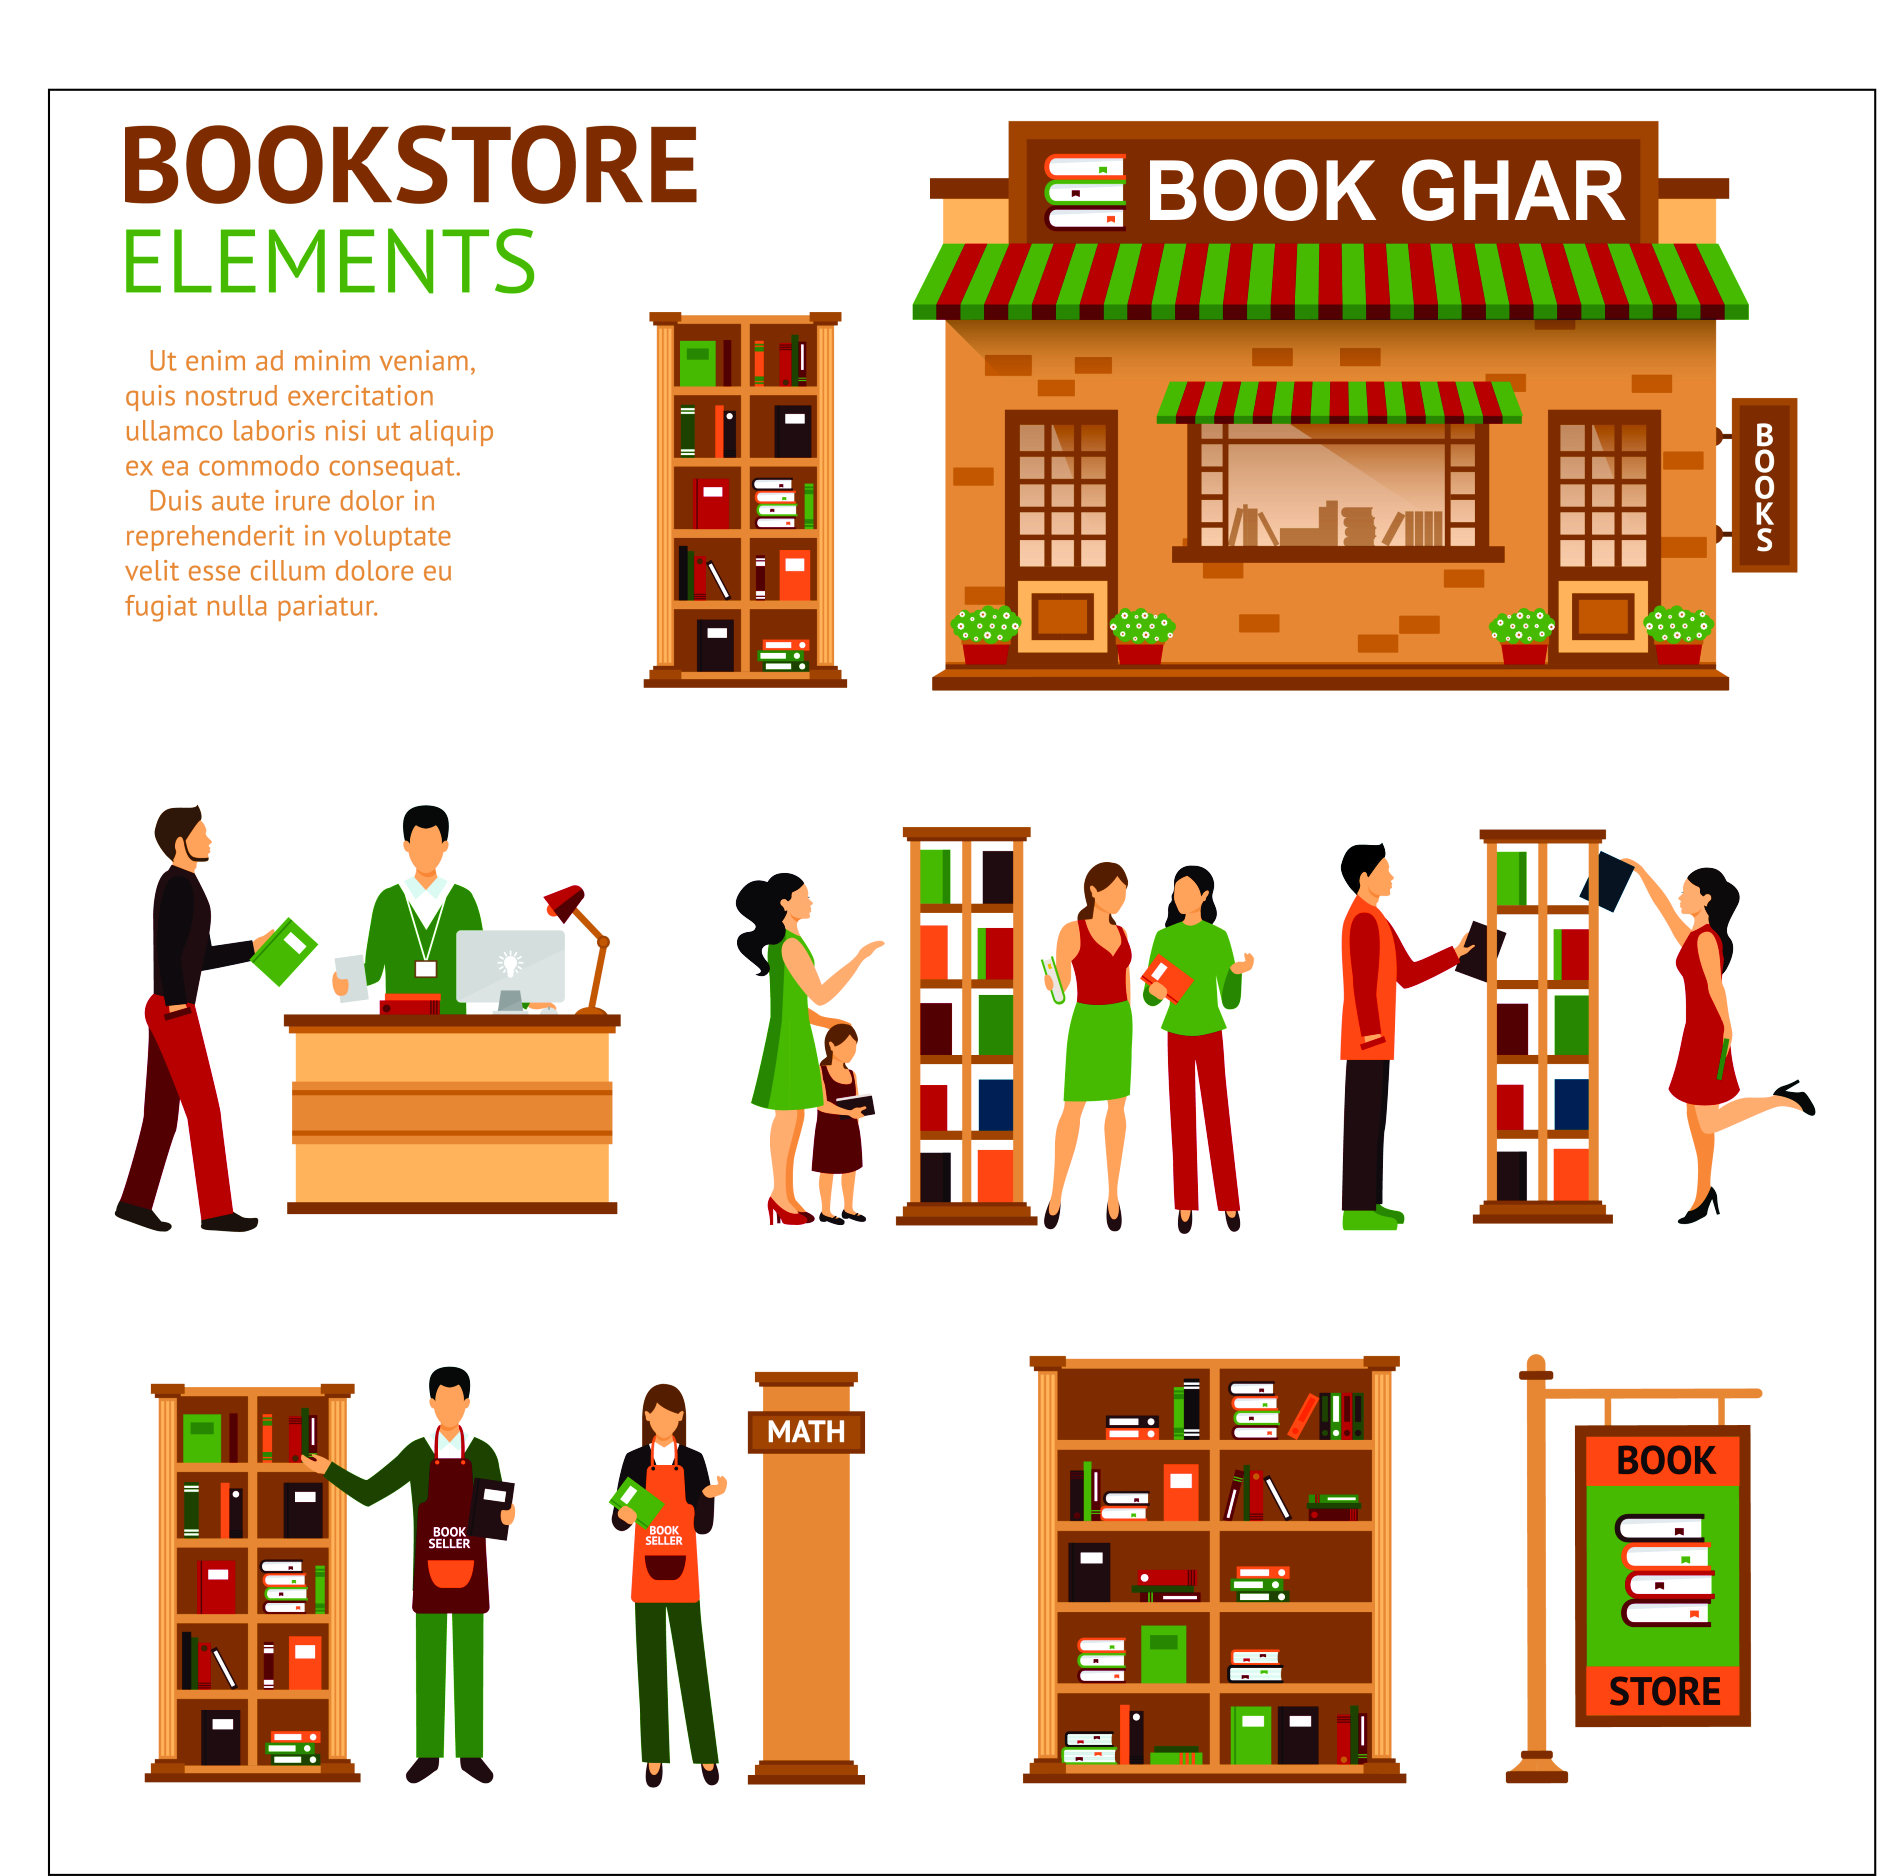 BOOKSTORE
ELEMENTS
Ut enim ad minim veniam,
quis nostrud exercitation
ullamco laboris nisi ut aliquip
ex ea commodo consequat.
Duis aute irure dolor in
reprehenderit in voluptate
velit esse cillum dolore eu
fugiat nulla pariatur.
BOOK GHAR
BOOKS
BOOK
SELLER
BOOK
SELLER
MATH
BOOK
STORE